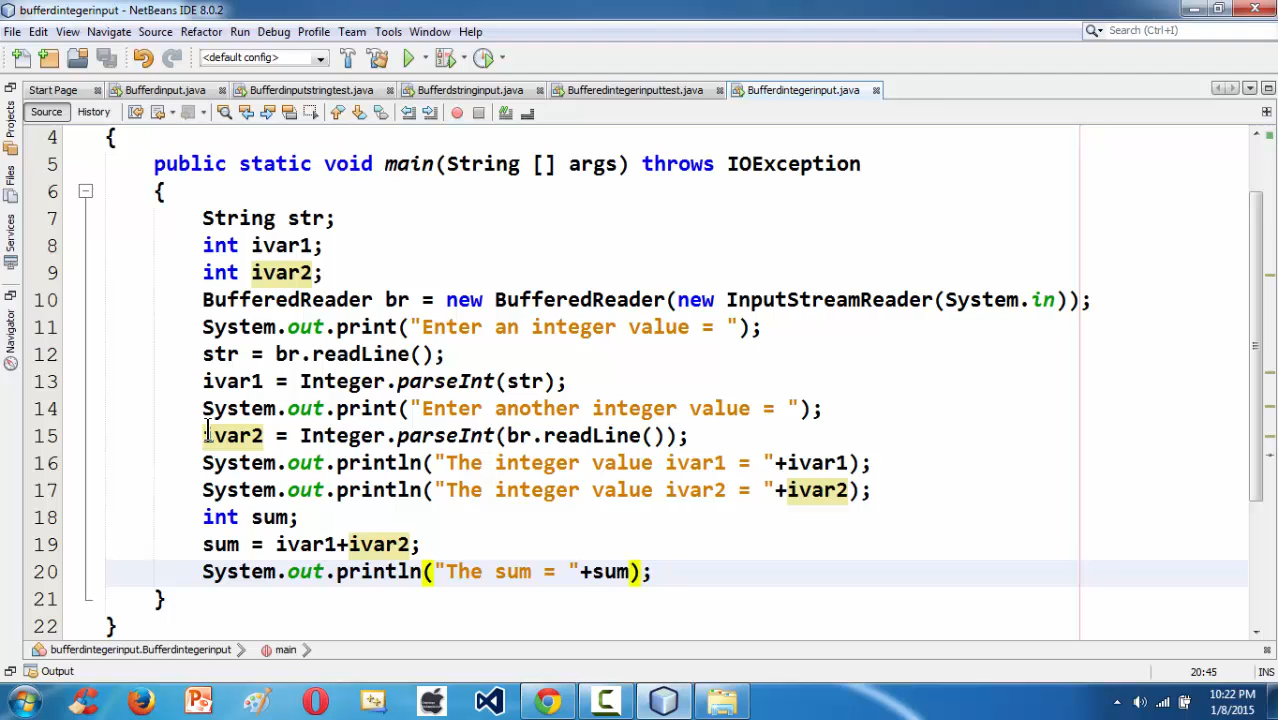 bufferdintegerinput - NetBeans IDE 8.0.2
File Edit View Navigate Source Refactor Run Debug Profile Team Tools Window Help
Search (Ctrl+I)
<default config>
Start Page Bufferdinput.java Bufferdinputstringtest.java Bufferdstringinput.java Bufferedintegerinputtest.java Bufferdintegerinput.java
Source History
Projects
Files
Services
Navigator
4 {
5 public static void main(String [] args) throws IOException
6 {
7 String str;
8 int ivar1;
9 int ivar2;
10 BufferedReader br = new BufferedReader(new InputStreamReader(System.in));
11 System.out.print("Enter an integer value = ");
12 str = br.readLine();
13 ivar1 = Integer.parseInt(str);
14 System.out.print("Enter another integer value = ");
15 ivar2 = Integer.parseInt(br.readLine());
16 System.out.println("The integer value ivar1 = "+ivar1);
17 System.out.println("The integer value ivar2 = "+ivar2);
18 int sum;
19 sum = ivar1+ivar2;
20 System.out.println("The sum = "+sum);
21 }
22 }
bufferdintegerinput.Bufferdintegerinput main
Output
20:45 INS
10:22 PM
1/8/2015